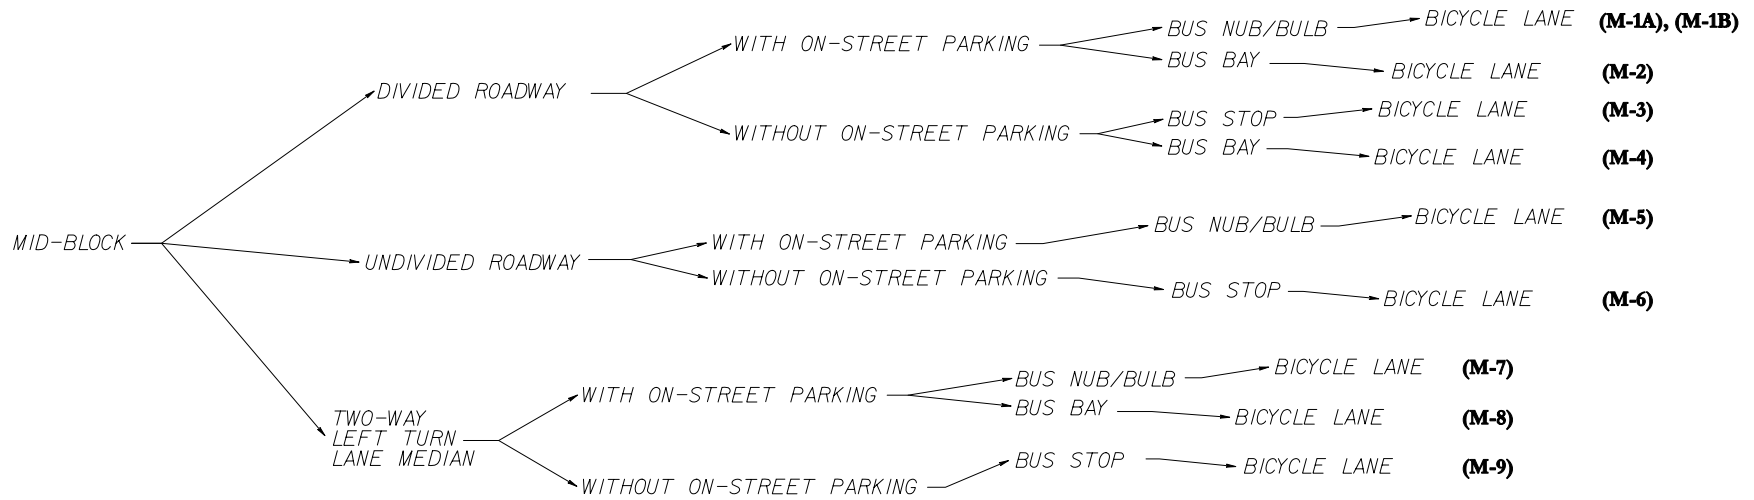 BUS NUB/BULB BICYCLE LANE (M-1A), (M-1B)
WITH ON-STREET PARKING
BUS BAY BICYCLE LANE (M-2)
DIVIDED ROADWAY
BUS STOP BICYCLE LANE (M-3)
WITHOUT ON-STREET PARKING
BUS BAY BICYCLE LANE (M-4)
MID-BLOCK
BUS NUB/BULB BICYCLE LANE (M-5)
WITH ON-STREET PARKING
UNDIVIDED ROADWAY
WITHOUT ON-STREET PARKING
BUS STOP BICYCLE LANE (M-6)
BUS NUB/BULB BICYCLE LANE (M-7)
WITH ON-STREET PARKING
BUS BAY BICYCLE LANE (M-8)
TWO-WAY
LEFT TURN
LANE MEDIAN
BUS STOP BICYCLE LANE (M-9)
WITHOUT ON-STREET PARKING